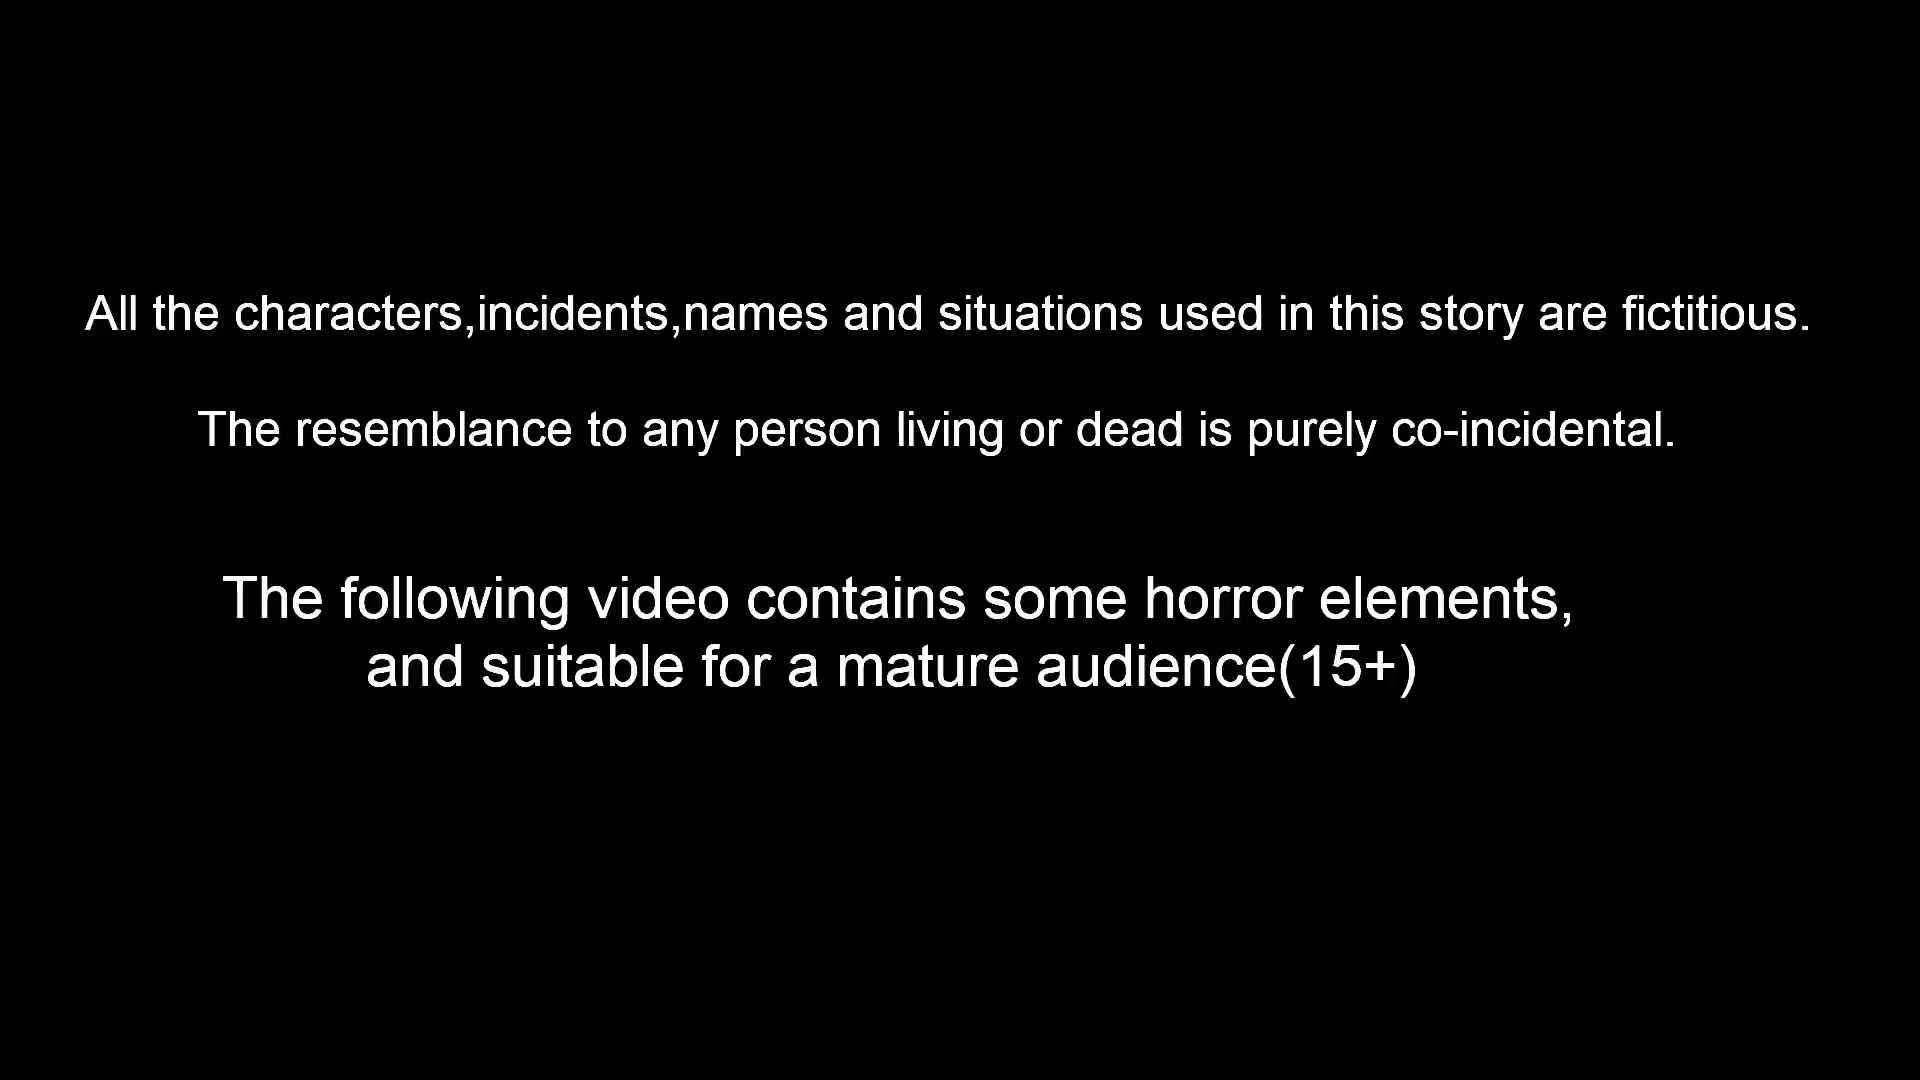 All the characters,incidents,names and situations used in this story are fictitious.
The resemblance to any person living or dead is purely co-incidental.
The following video contains some horror elements,
and suitable for a mature audience(15+)